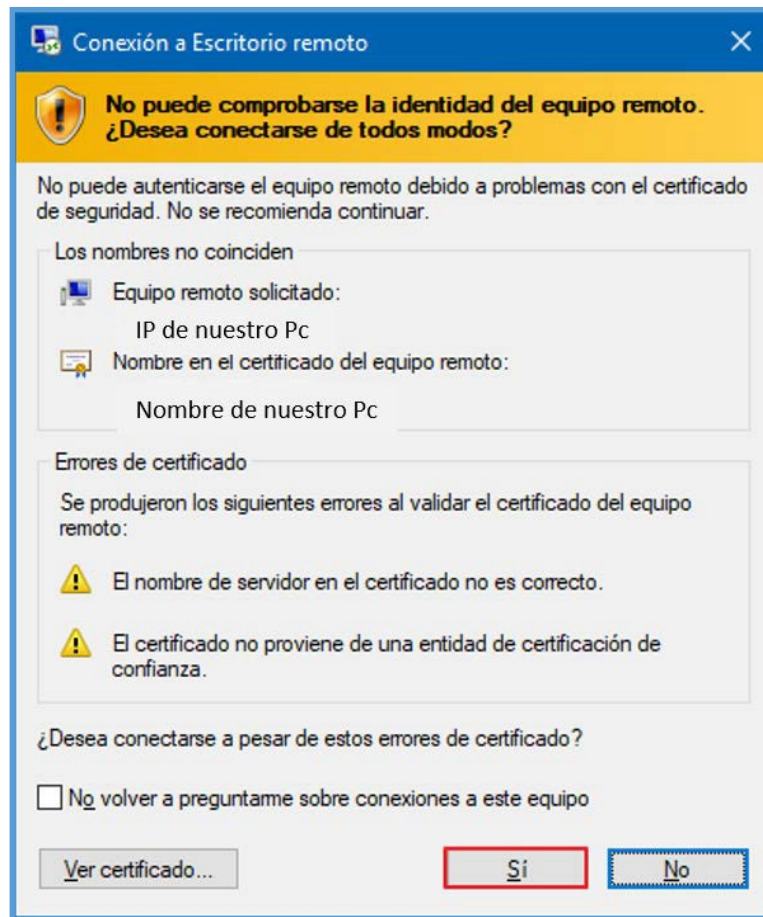 Conexión a Escritorio remoto
No puede comprobarse la identidad del equipo remoto.
¿Desea conectarse de todos modos?
No puede autenticarse el equipo remoto debido a problemas con el certificado
de seguridad. No se recomienda continuar.
Los nombres no coinciden
Equipo remoto solicitado:
IP de nuestro Pc
Nombre en el certificado del equipo remoto:
Nombre de nuestro Pc
Errores de certificado
Se produjeron los siguientes errores al validar el certificado del equipo
remoto:
El nombre de servidor en el certificado no es correcto.
El certificado no proviene de una entidad de certificación de
confianza.
¿Desea conectarse a pesar de estos errores de certificado?
No volver a preguntarme sobre conexiones a este equipo
Ver certificado... Sí No